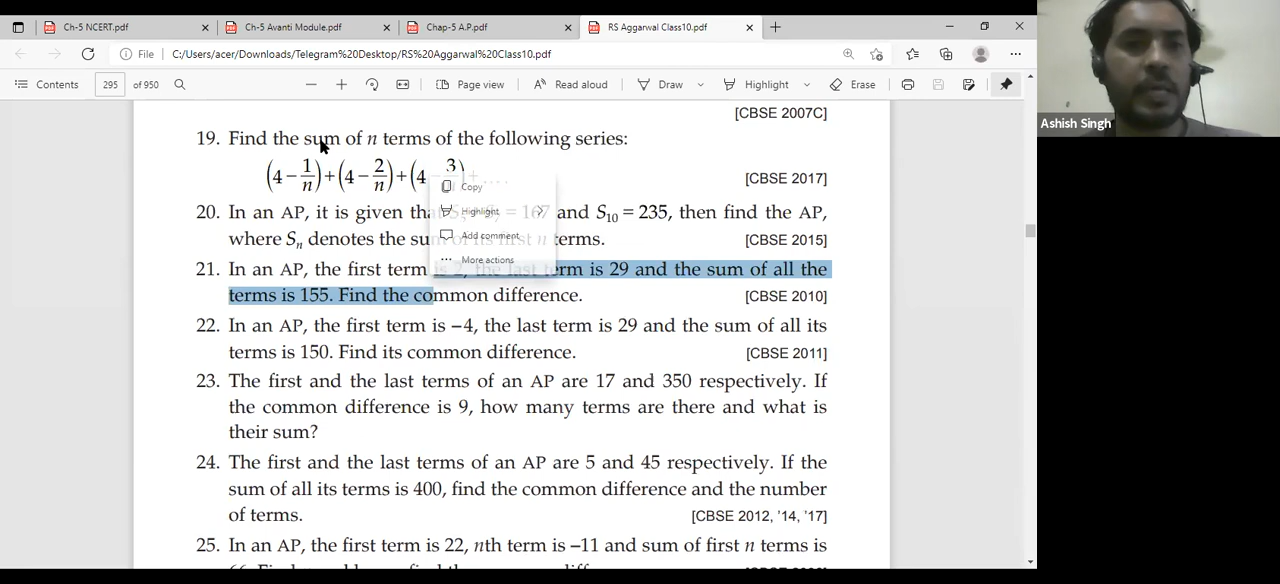 Ch-5 NCERT.pdf
Ch-5 Avanti Module.pdf
Chap-5 A.P.pdf
RS Aggarwal Class10.pdf
File
C:/Users/acer/Downloads/Telegram%20Desktop/RS%20Aggarwal%20Class10.pdf
Contents
295
of 950
Page view
Read aloud
Draw
Highlight
Erase
Ashish Singh
[CBSE 2007C]
19. Find the sum of n terms of the following series:
(4 − 1/n) + (4 − 2/n) + (4 − 3 + .... [CBSE 2017]
Copy
20. In an AP, it is given = 167 and S₁₀ = 235, then find the AP,
Highlight
where Sₙ denotes the terms. [CBSE 2015]
Add comment
More actions
21. In an AP, the first term is 2, the last term is 29 and the sum of all the
terms is 155. Find the common difference. [CBSE 2010]
22. In an AP, the first term is −4, the last term is 29 and the sum of all its
terms is 150. Find its common difference. [CBSE 2011]
23. The first and the last terms of an AP are 17 and 350 respectively. If
the common difference is 9, how many terms are there and what is
their sum?
24. The first and the last terms of an AP are 5 and 45 respectively. If the
sum of all its terms is 400, find the common difference and the number
of terms. [CBSE 2012, '14, '17]
25. In an AP, the first term is 22, nth term is −11 and sum of first n terms is